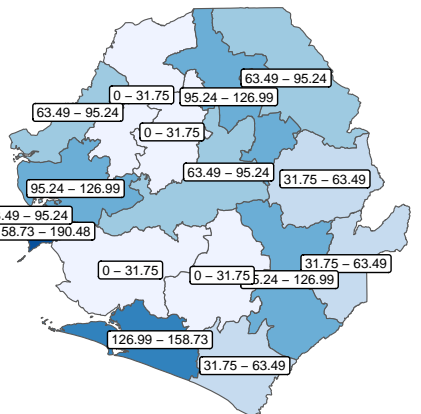 63.49 – 95.24
0 – 31.75
95.24 – 126.99
63.49 – 95.24
0 – 31.75
63.49 – 95.24
31.75 – 63.49
95.24 – 126.99
.49 – 95.24
58.73 – 190.48
31.75 – 63.49
0 – 31.75
0 – 31.75
5.24 – 126.99
126.99 – 158.73
31.75 – 63.49